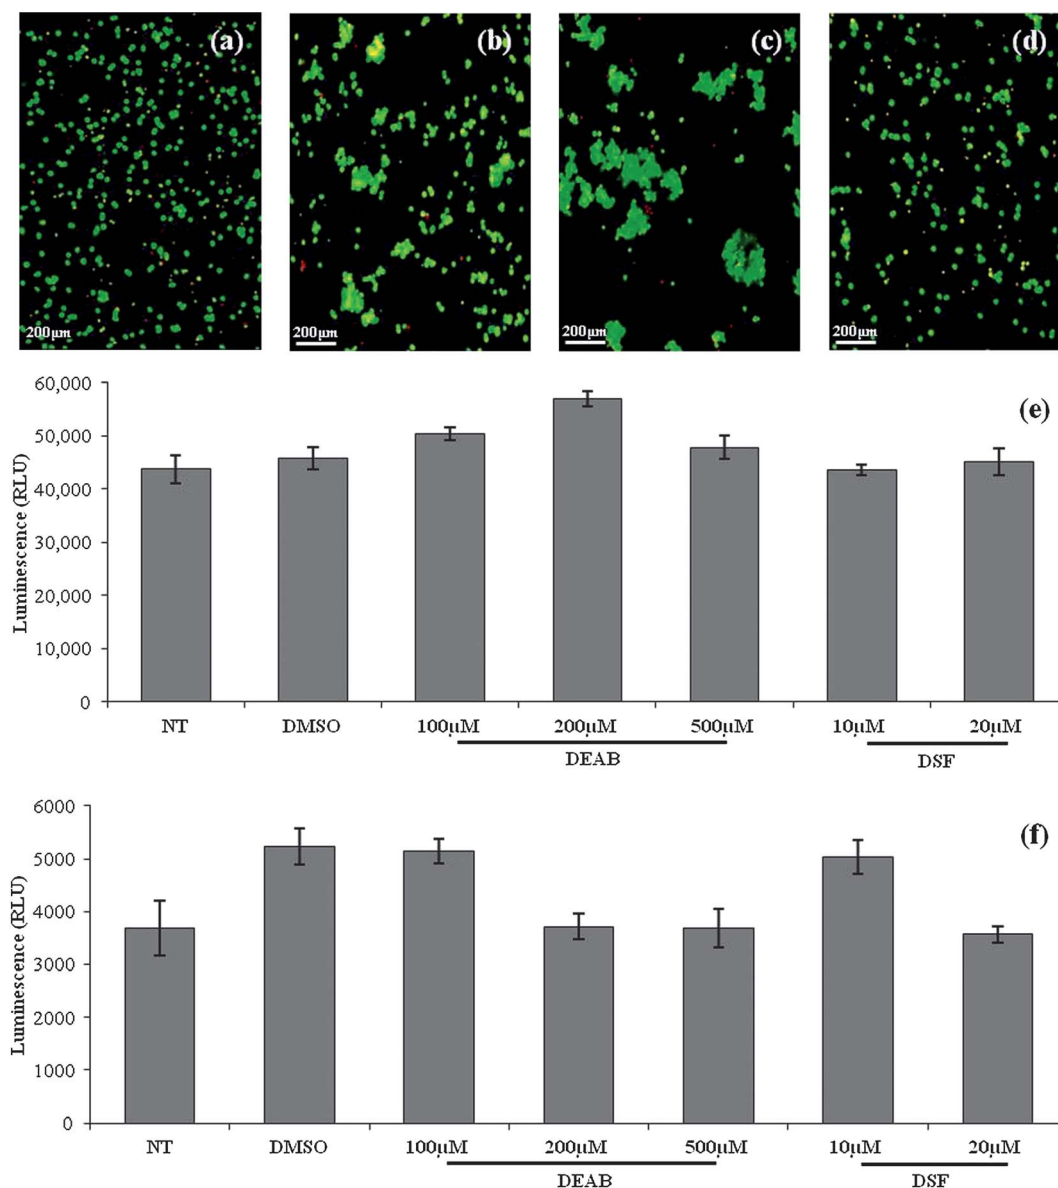 (a) (b) (c) (d)
200µm 200µm 200µm 200µm
(e)
Luminescence (RLU)
60,000
50,000
40,000
30,000
20,000
10,000
0
NT DMSO 100µM 200µM 500µM 10µM 20µM
DEAB DSF
(f)
Luminescence (RLU)
6000
5000
4000
3000
2000
1000
0
NT DMSO 100µM 200µM 500µM 10µM 20µM
DEAB DSF